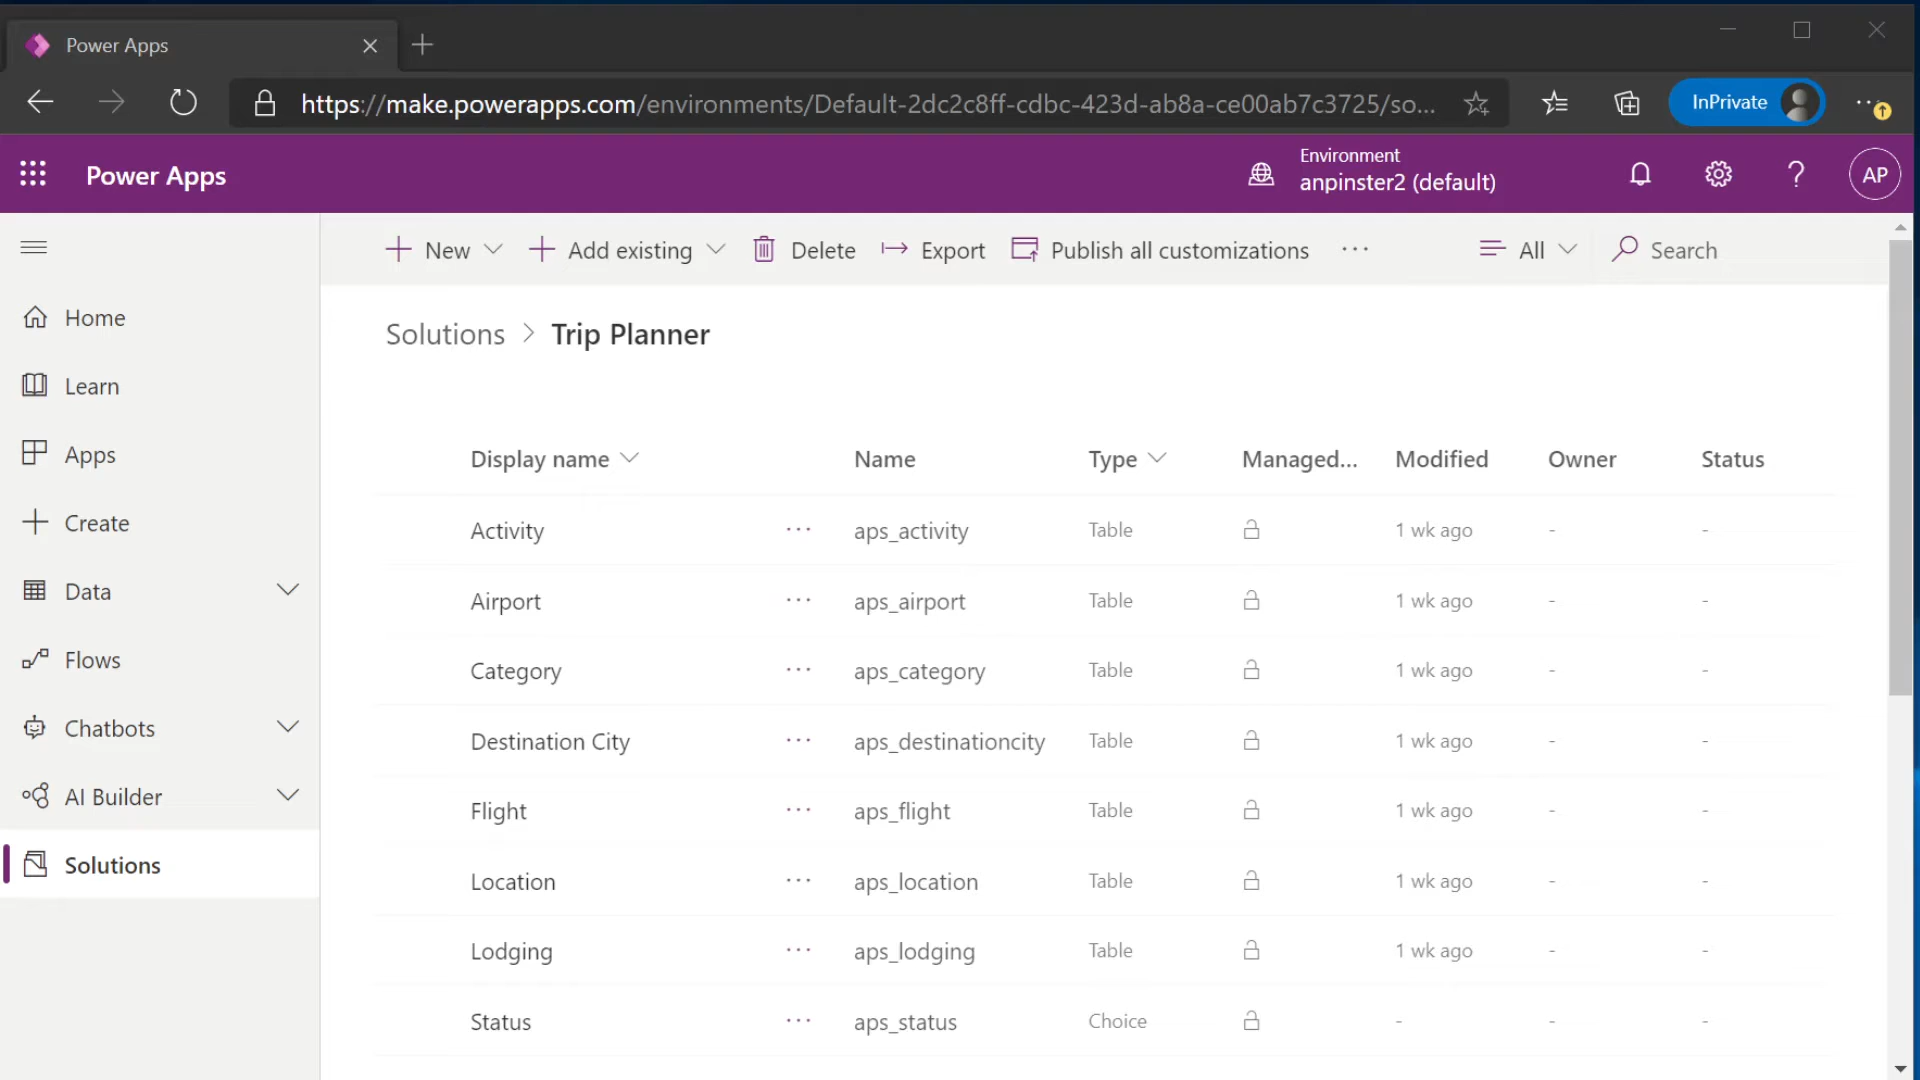 Power Apps
https://make.powerapps.com/environments/Default-2dc2c8ff-cdbc-423d-ab8a-ce00ab7c3725/so...
InPrivate
Power Apps
Environment
anpinster2 (default)
AP
New
Add existing
Delete
Export
Publish all customizations
All
Search
Home
Learn
Apps
Create
Data
Flows
Chatbots
AI Builder
Solutions
Solutions > Trip Planner
Display name Name Type Managed... Modified Owner Status
Activity ... aps_activity Table 1 wk ago - -
Airport ... aps_airport Table 1 wk ago - -
Category ... aps_category Table 1 wk ago - -
Destination City ... aps_destinationcity Table 1 wk ago - -
Flight ... aps_flight Table 1 wk ago - -
Location ... aps_location Table 1 wk ago - -
Lodging ... aps_lodging Table 1 wk ago - -
Status ... aps_status Choice - - -